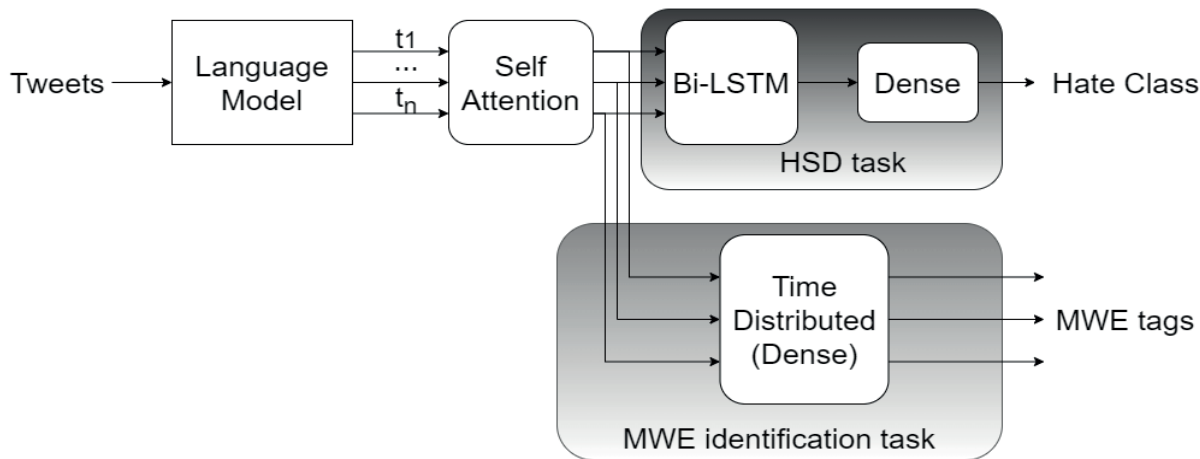 Tweets
Language
Model
t1
...
tn
Self
Attention
Bi-LSTM
Dense
HSD task
Hate Class
Time
Distributed
(Dense)
MWE tags
MWE identification task